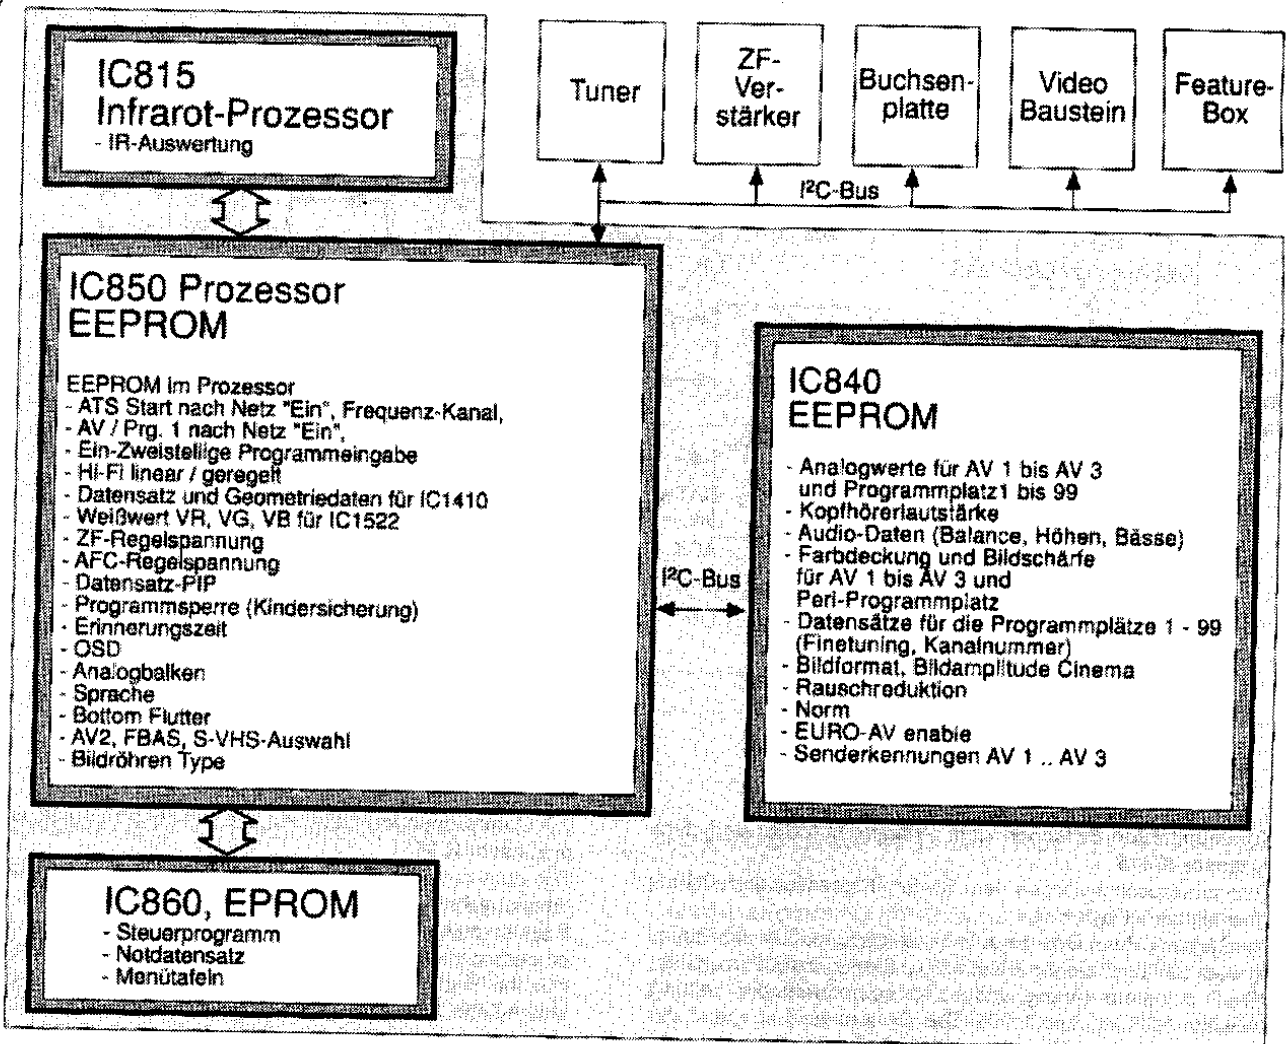 IC815
Infrarot-Prozessor
- IR-Auswertung
Tuner
ZF-
Ver-
stärker
Buchsen-
platte
Video
Baustein
Feature-
Box
I²C-Bus
IC850 Prozessor
EEPROM
EEPROM im Prozessor
- ATS Start nach Netz "Ein", Frequenz-Kanal,
- AV / Prg. 1 nach Netz "Ein",
- Ein-Zweistellige Programmeingabe
- Hi-Fi linear / geregelt
- Datensatz und Geometriedaten für IC1410
- Weißwert VR, VG, VB für IC1522
- ZF-Regelspannung
- AFC-Regelspannung
- Datensatz-PIP
- Programmsperre (Kindersicherung)
- Erinnerungszeit
- OSD
- Analogbalken
- Sprache
- Bottom Flutter
- AV2, FBAS, S-VHS-Auswahl
- Bildröhren Type
I²C-Bus
IC840
EEPROM
- Analogwerte für AV 1 bis AV 3
und Programmplatz1 bis 99
- Kopfhörerlautstärke
- Audio-Daten (Balance, Höhen, Bässe)
- Farbdeckung und Bildschärfe
für AV 1 bis AV 3 und
Peri-Programmplatz
- Datensätze für die Programmplätze 1 - 99
(Finetuning, Kanalnummer)
- Bildformat, Bildamplitude Cinema
- Rauschreduktion
- Norm
- EURO-AV enable
- Senderkennungen AV 1 .. AV 3
IC860, EPROM
- Steuerprogramm
- Notdatensatz
- Menütafeln